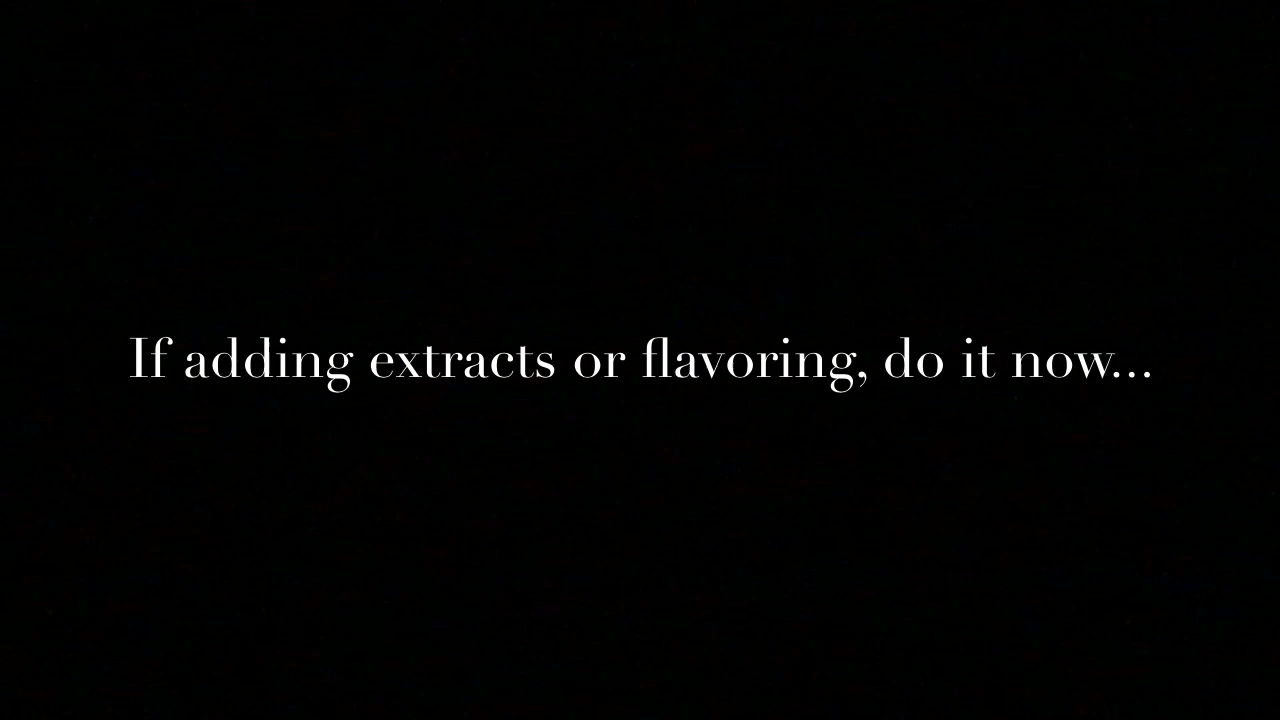 If adding extracts or flavoring, do it now...